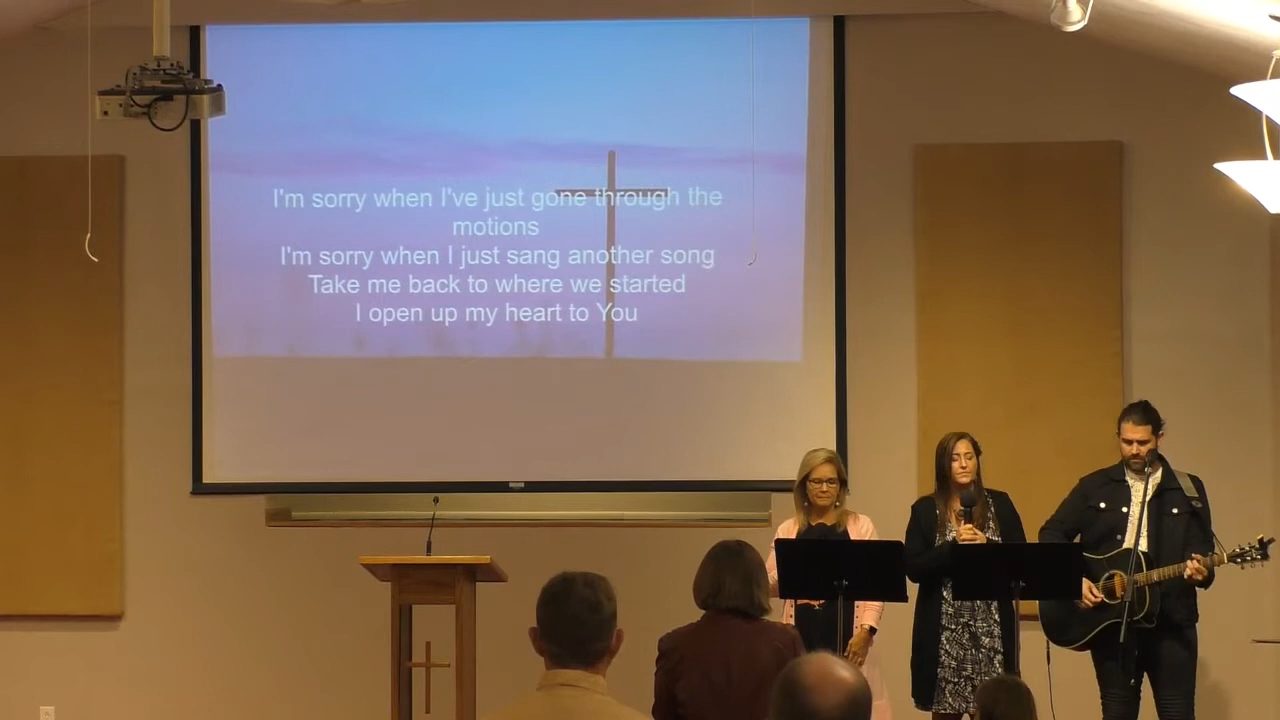 I'm sorry when I've just gone through the
motions
I'm sorry when I just sang another song
Take me back to where we started
I open up my heart to You